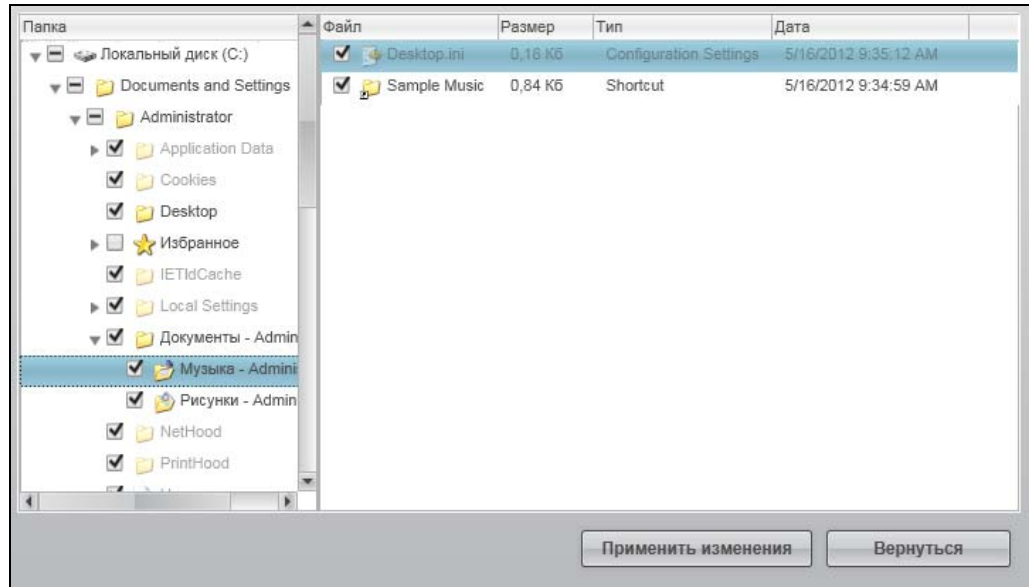 Папка
Локальный диск (C:)
Documents and Settings
Administrator
Application Data
Cookies
Desktop
Избранное
IETldCache
Local Settings
Документы - Admin
Музыка - Admini
Рисунки - Admin
NetHood
PrintHood
Файл Размер Тип Дата
Desktop.ini 0,16 Кб Configuration Settings 5/16/2012 9:35:12 AM
Sample Music 0,84 Кб Shortcut 5/16/2012 9:34:59 AM
Применить изменения Вернуться